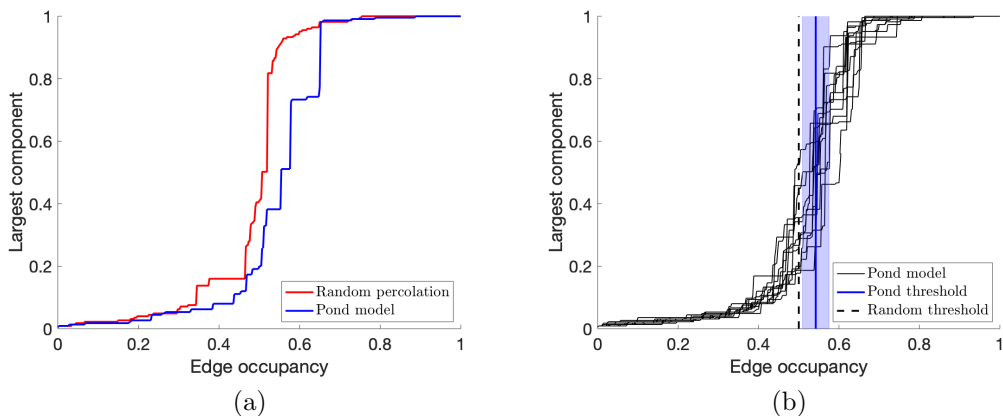 1
0.8
0.6
0.4
0.2
0
Largest component
0
0.2
0.4
0.6
0.8
1
Edge occupancy
Random percolation
Pond model
(a)
1
0.8
0.6
0.4
0.2
0
Largest component
0
0.2
0.4
0.6
0.8
1
Edge occupancy
Pond model
Pond threshold
Random threshold
(b)